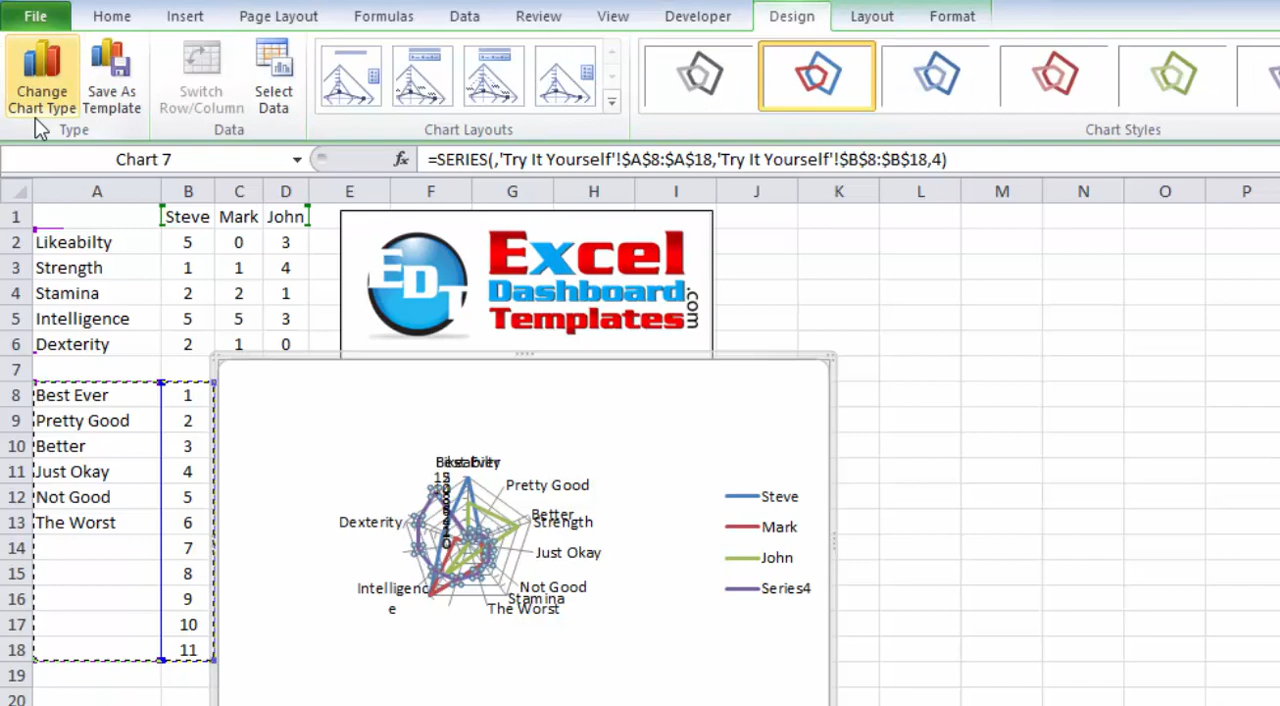 File Home Insert Page Layout Formulas Data Review View Developer Design Layout Format
Change Chart Type
Save As Template
Switch Row/Column
Select Data
Type Data Chart Layouts Chart Styles
Chart 7 fx =SERIES(,'Try It Yourself'!$A$8:$A$18,'Try It Yourself'!$B$8:$B$18,4)
A B C D E F G H I J K L M N O P
1 Steve Mark John
2 Likeabilty 5 0 3
3 Strength 1 1 4
4 Stamina 2 2 1
5 Intelligence 5 5 3
6 Dexterity 2 1 0
7
8 Best Ever 1
9 Pretty Good 2
10 Better 3
11 Just Okay 4
12 Not Good 5
13 The Worst 6
14 7
15 8
16 9
17 10
18 11
19
20
EDT
Excel
Dashboard
Templates
.com
Likeabilty
Best Ever
Pretty Good
Better
Strength
Just Okay
Not Good
Stamina
The Worst
Intelligenc
e
Dexterity
Steve
Mark
John
Series4